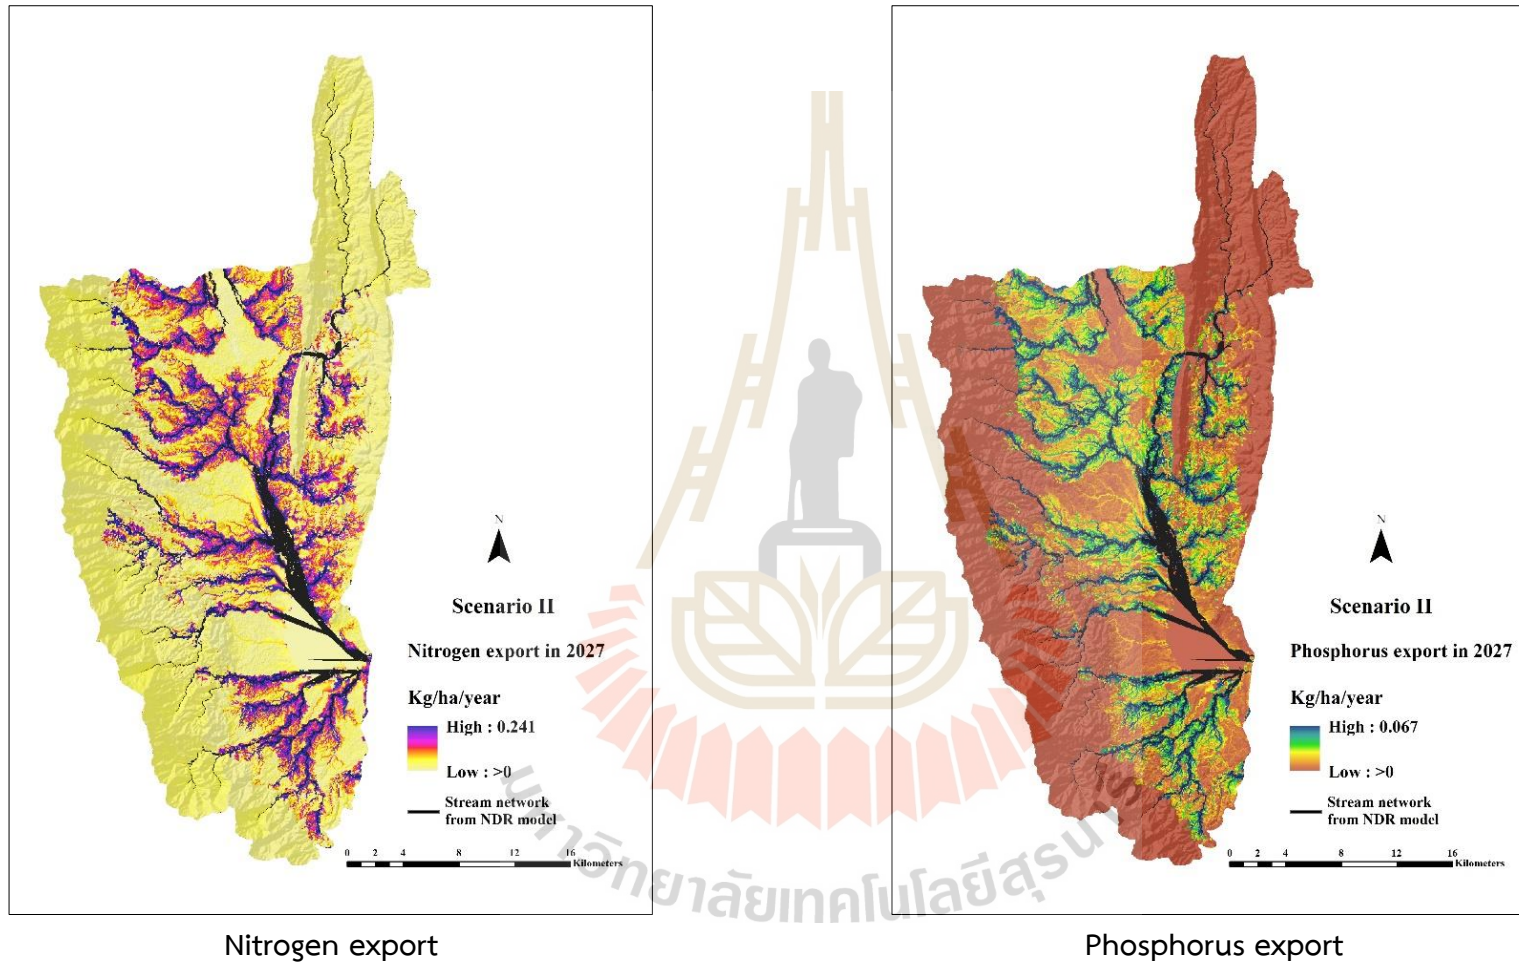 N
Scenario II
Nitrogen export in 2027
Kg/ha/year
High : 0.241
Low : >0
Stream network
from NDR model
0 2 4 8 12 16
Kilometers
Nitrogen export
N
Scenario II
Phosphorus export in 2027
Kg/ha/year
High : 0.067
Low : >0
Stream network
from NDR model
0 2 4 8 12 16
Kilometers
Phosphorus export
มหาวิทยาลัยเทคโนโลยีสุรนารี